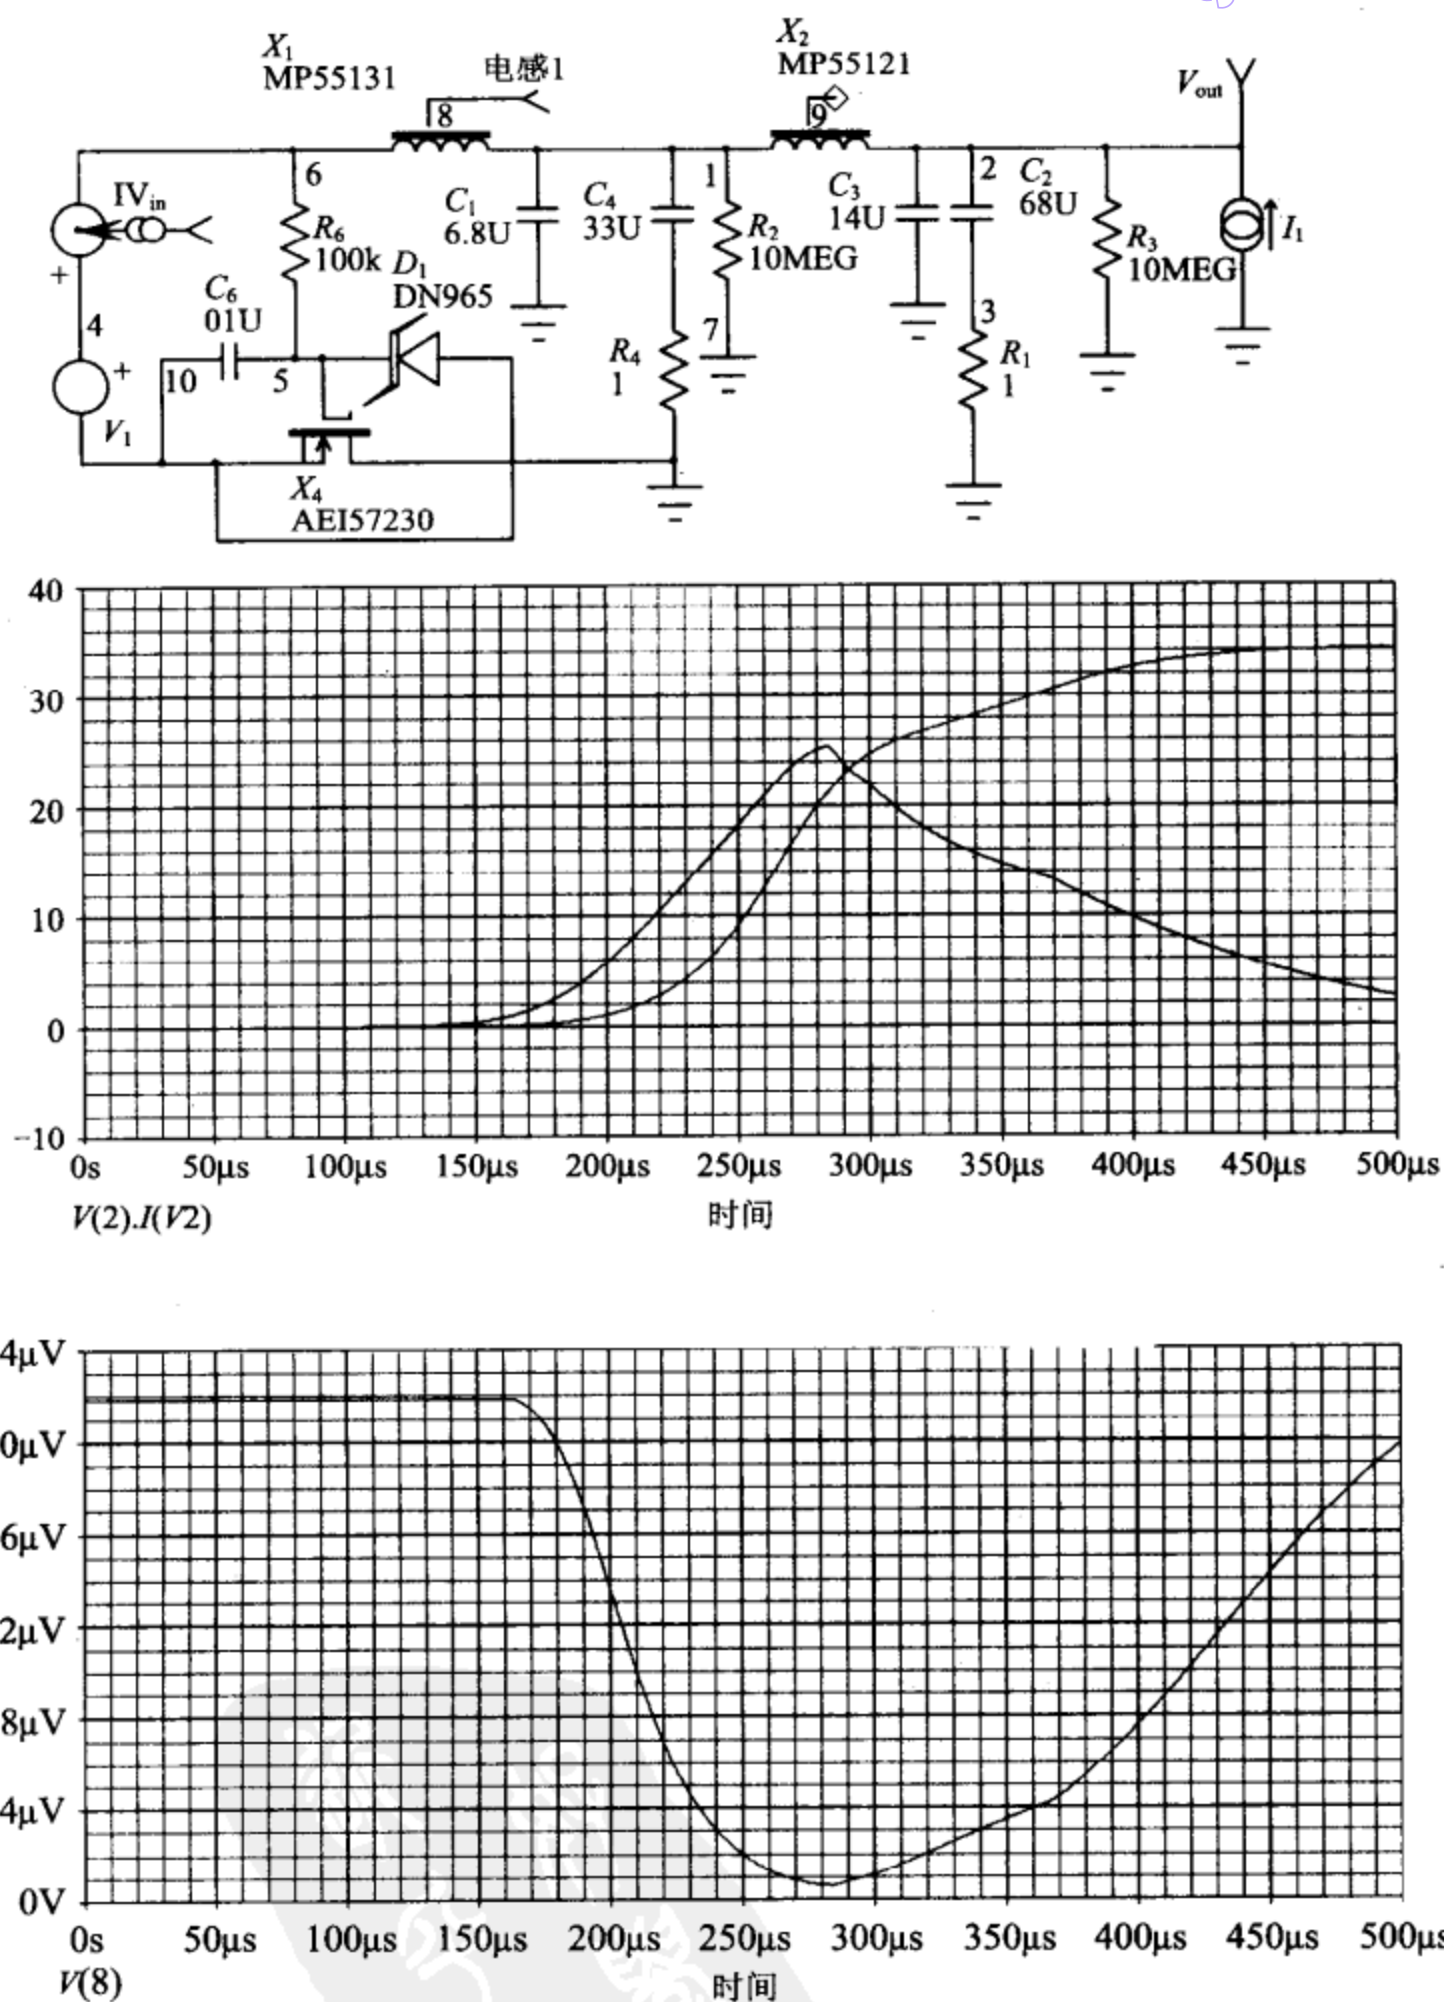 X₁
MP55131
电感1
8
X₂
MP55121
9
Vout
6
IVin
+
R₆
100k
C₁
6.8U
C₄
33U
1
R₂
10MEG
C₃
14U
2
C₂
68U
R₃
10MEG
I₁
4
C₆
01U
D₁
DN965
+
10
5
V₁
7
R₄
1
3
R₁
1
X₄
AEI57230
40
30
20
10
0
−10
0s 50μs 100μs 150μs 200μs 250μs 300μs 350μs 400μs 450μs 500μs
V(2).I(V2) 时间
4μV
0μV
6μV
2μV
8μV
4μV
0V
0s 50μs 100μs 150μs 200μs 250μs 300μs 350μs 400μs 450μs 500μs
V(8) 时间